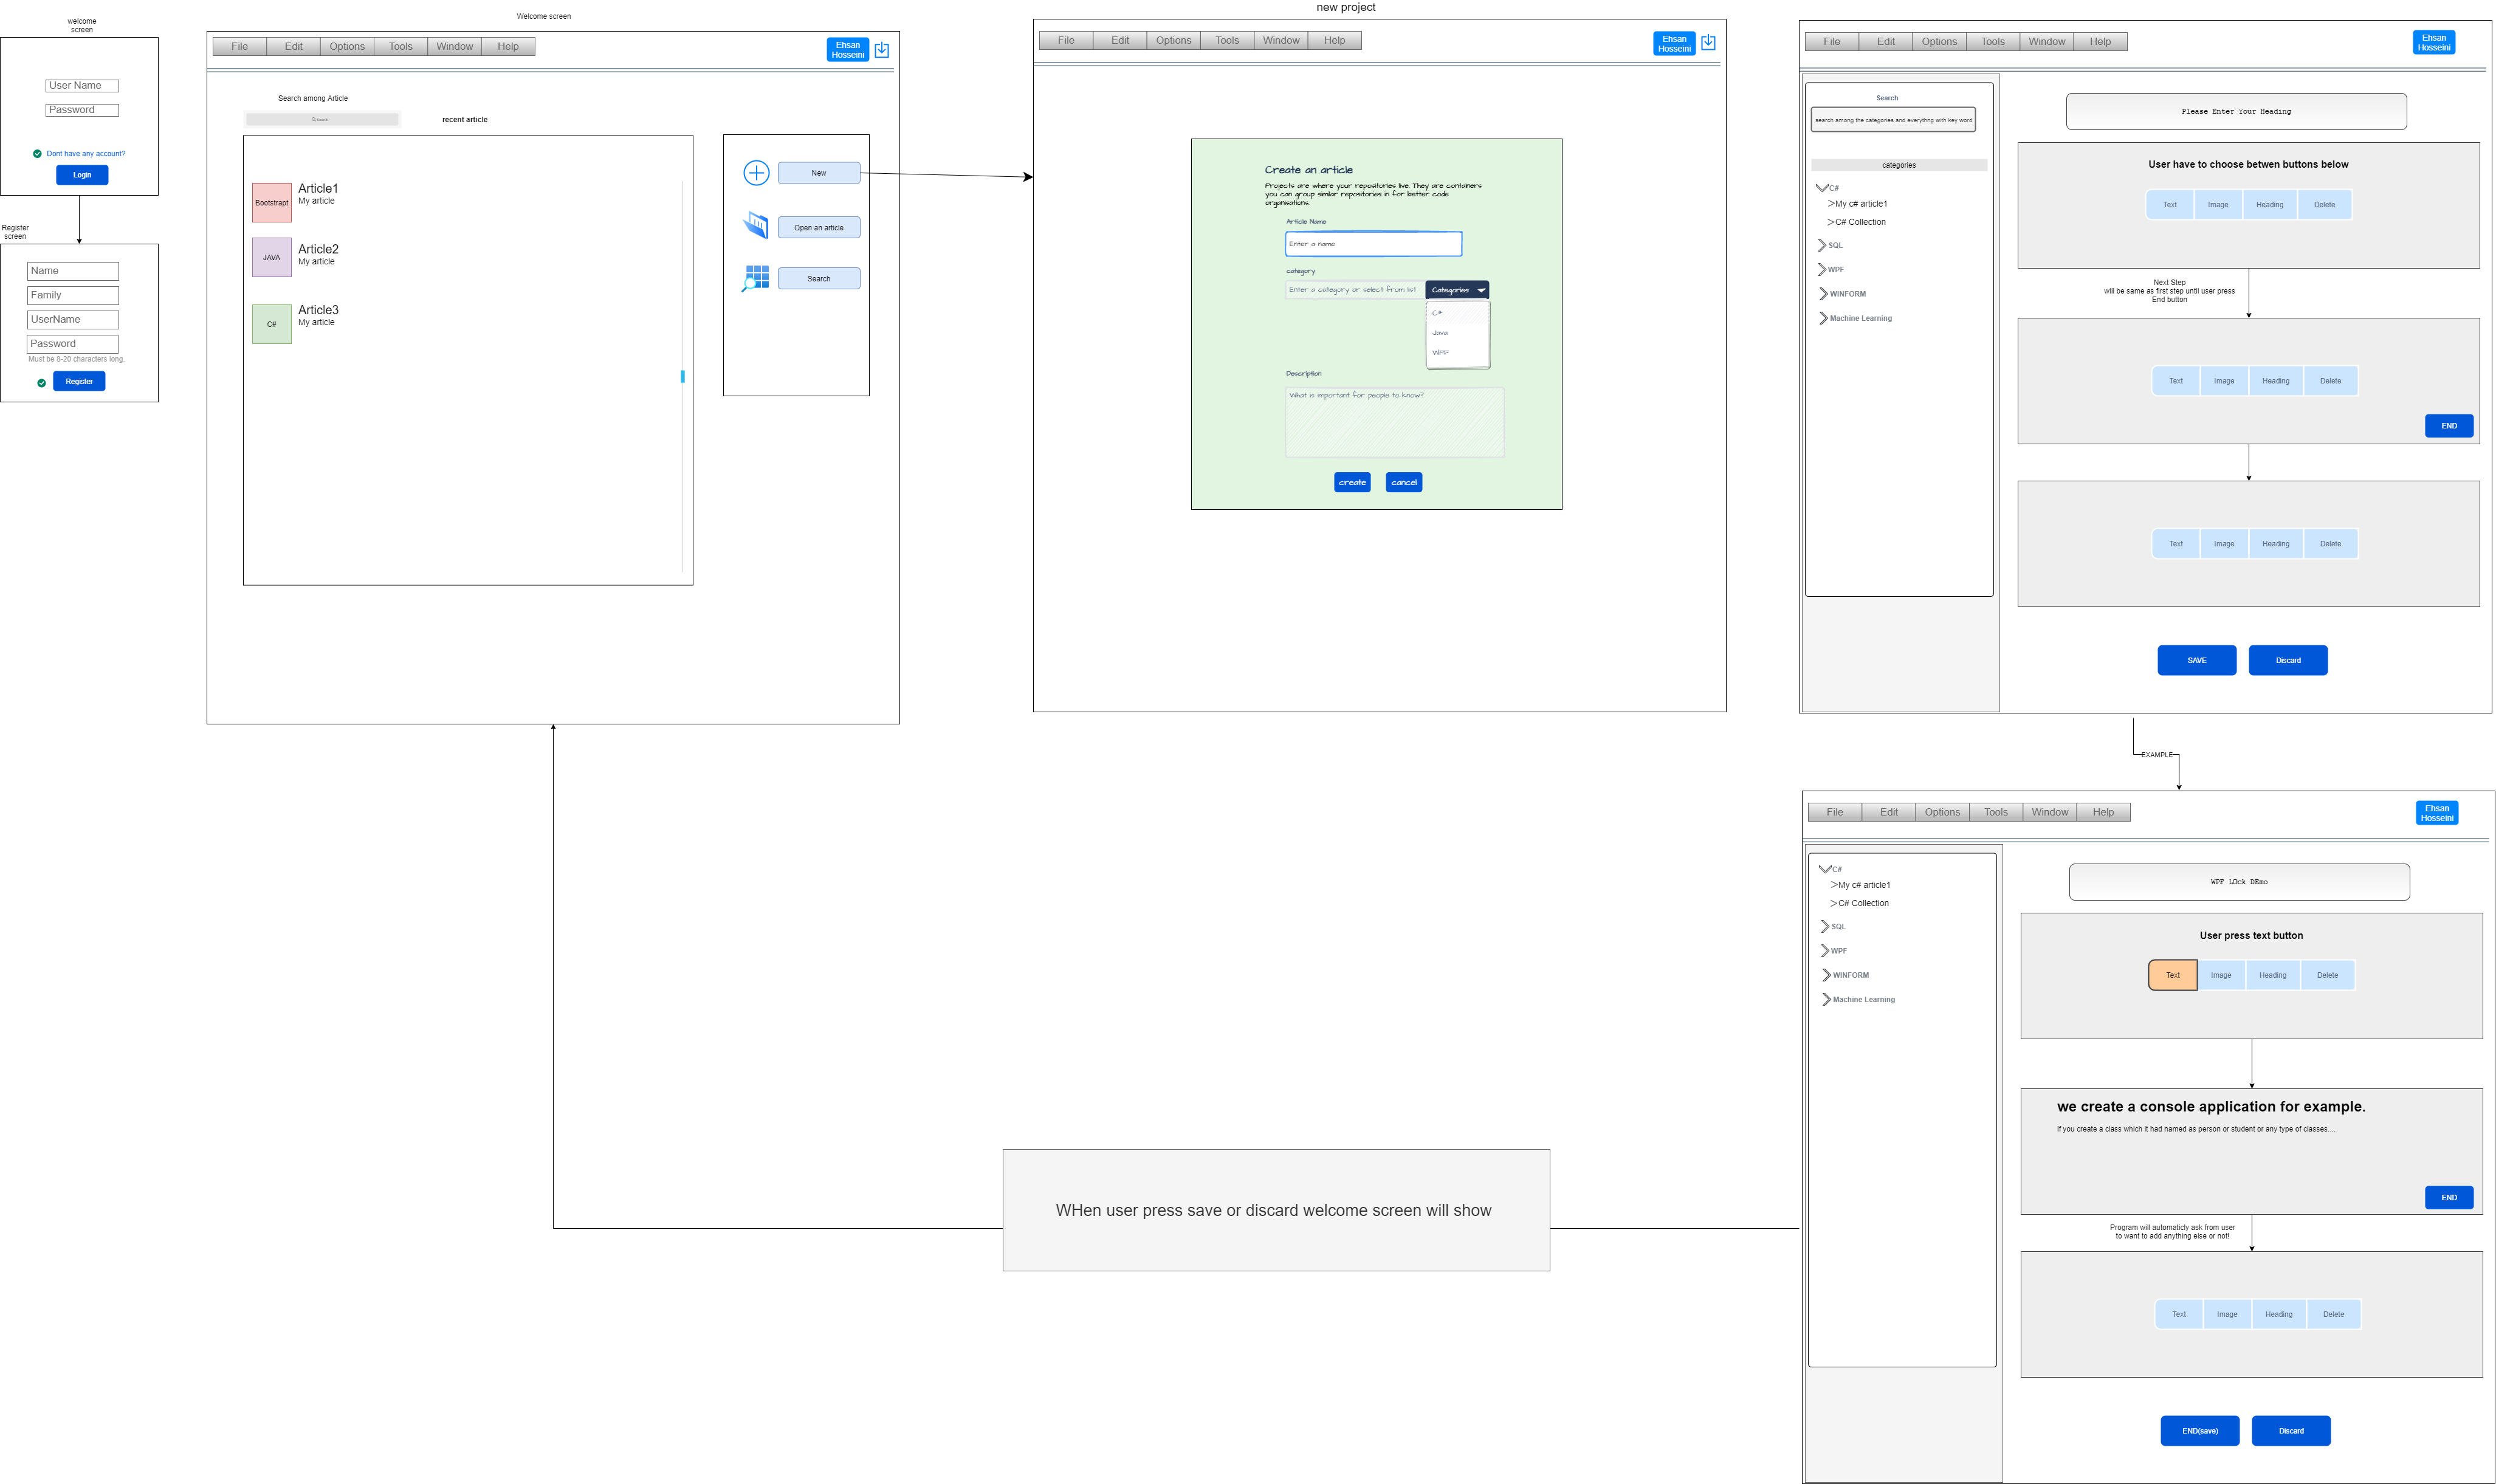 welcome
screen
User Name
Password
Dont have any account?
Login
Register
screen
Name
Family
UserName
Password
Must be 8-20 characters long.
Register
Welcome screen
File Edit Options Tools Window Help
Ehsan
Hosseini
Search among Article
Search
recent article
Bootstrapt
Article1
My article
JAVA
Article2
My article
C#
Article3
My article
New
Open an article
Search
new project
File Edit Options Tools Window Help
Ehsan
Hosseini
Create an article
Projects are where your repositories live. They are containers
you can group similar repositories in for better code
organisations.
Article Name
Enter a name
category
Enter a category or select from list
Categories
C#
Java
WPF
Description
What is important for people to know?
create cancel
File Edit Options Tools Window Help
Ehsan
Hosseini
Search
search among the categories and everythng with key word
categories
C#
>My c# article1
>C# Collection
SQL
WPF
WINFORM
Machine Learning
Please Enter Your Heading
User have to choose betwen buttons below
Text Image Heading Delete
Next Step
will be same as first step until user press
End button
Text Image Heading Delete
END
Text Image Heading Delete
SAVE Discard
EXAMPLE
File Edit Options Tools Window Help
Ehsan
Hosseini
C#
>My c# article1
>C# Collection
SQL
WPF
WINFORM
Machine Learning
WPF LOck DEmo
User press text button
Text Image Heading Delete
we create a console application for example.
if you create a class which it had named as person or student or any type of classes....
END
Program will automaticly ask from user
to want to add anything else or not!
Text Image Heading Delete
END(save) Discard
WHen user press save or discard welcome screen will show